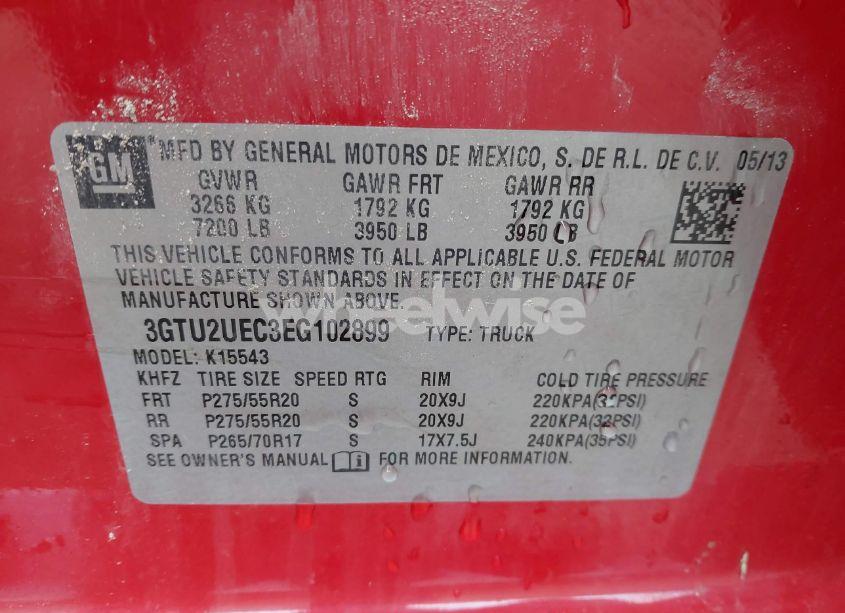 GM
*MFD BY GENERAL MOTORS DE MEXICO, S. DE R.L. DE C.V. 05/13
GVWR GAWR FRT GAWR RR
3266 KG 1792 KG 1792 KG
7200 LB 3950 LB 3950 LB
THIS VEHICLE CONFORMS TO ALL APPLICABLE U.S. FEDERAL MOTOR
VEHICLE SAFETY STANDARDS IN EFFECT ON THE DATE OF
MANUFACTURE SHOWN ABOVE.
wheelwise
3GTU2UEC3EG102899 TYPE: TRUCK
MODEL: K15543
KHFZ TIRE SIZE SPEED RTG RIM COLD TIRE PRESSURE
FRT P275/55R20 S 20X9J 220KPA(32PSI)
RR P275/55R20 S 20X9J 220KPA(32PSI)
SPA P265/70R17 S 17X7.5J 240KPA(35PSI)
SEE OWNER'S MANUAL FOR MORE INFORMATION.